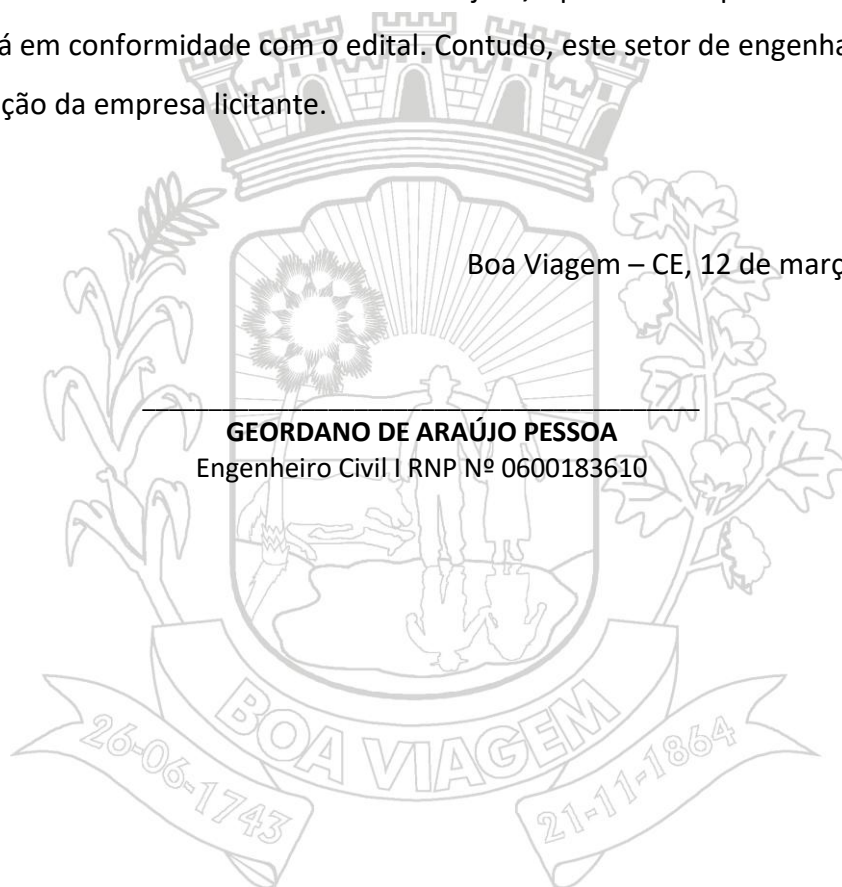 á em conformidade com o edital. Contudo, este setor de engenha
ção da empresa licitante.
Boa Viagem – CE, 12 de març
GEORDANO DE ARAÚJO PESSOA
Engenheiro Civil I RNP Nº 0600183610
BOA VIAGEM
26-06-1743
21-11-1864